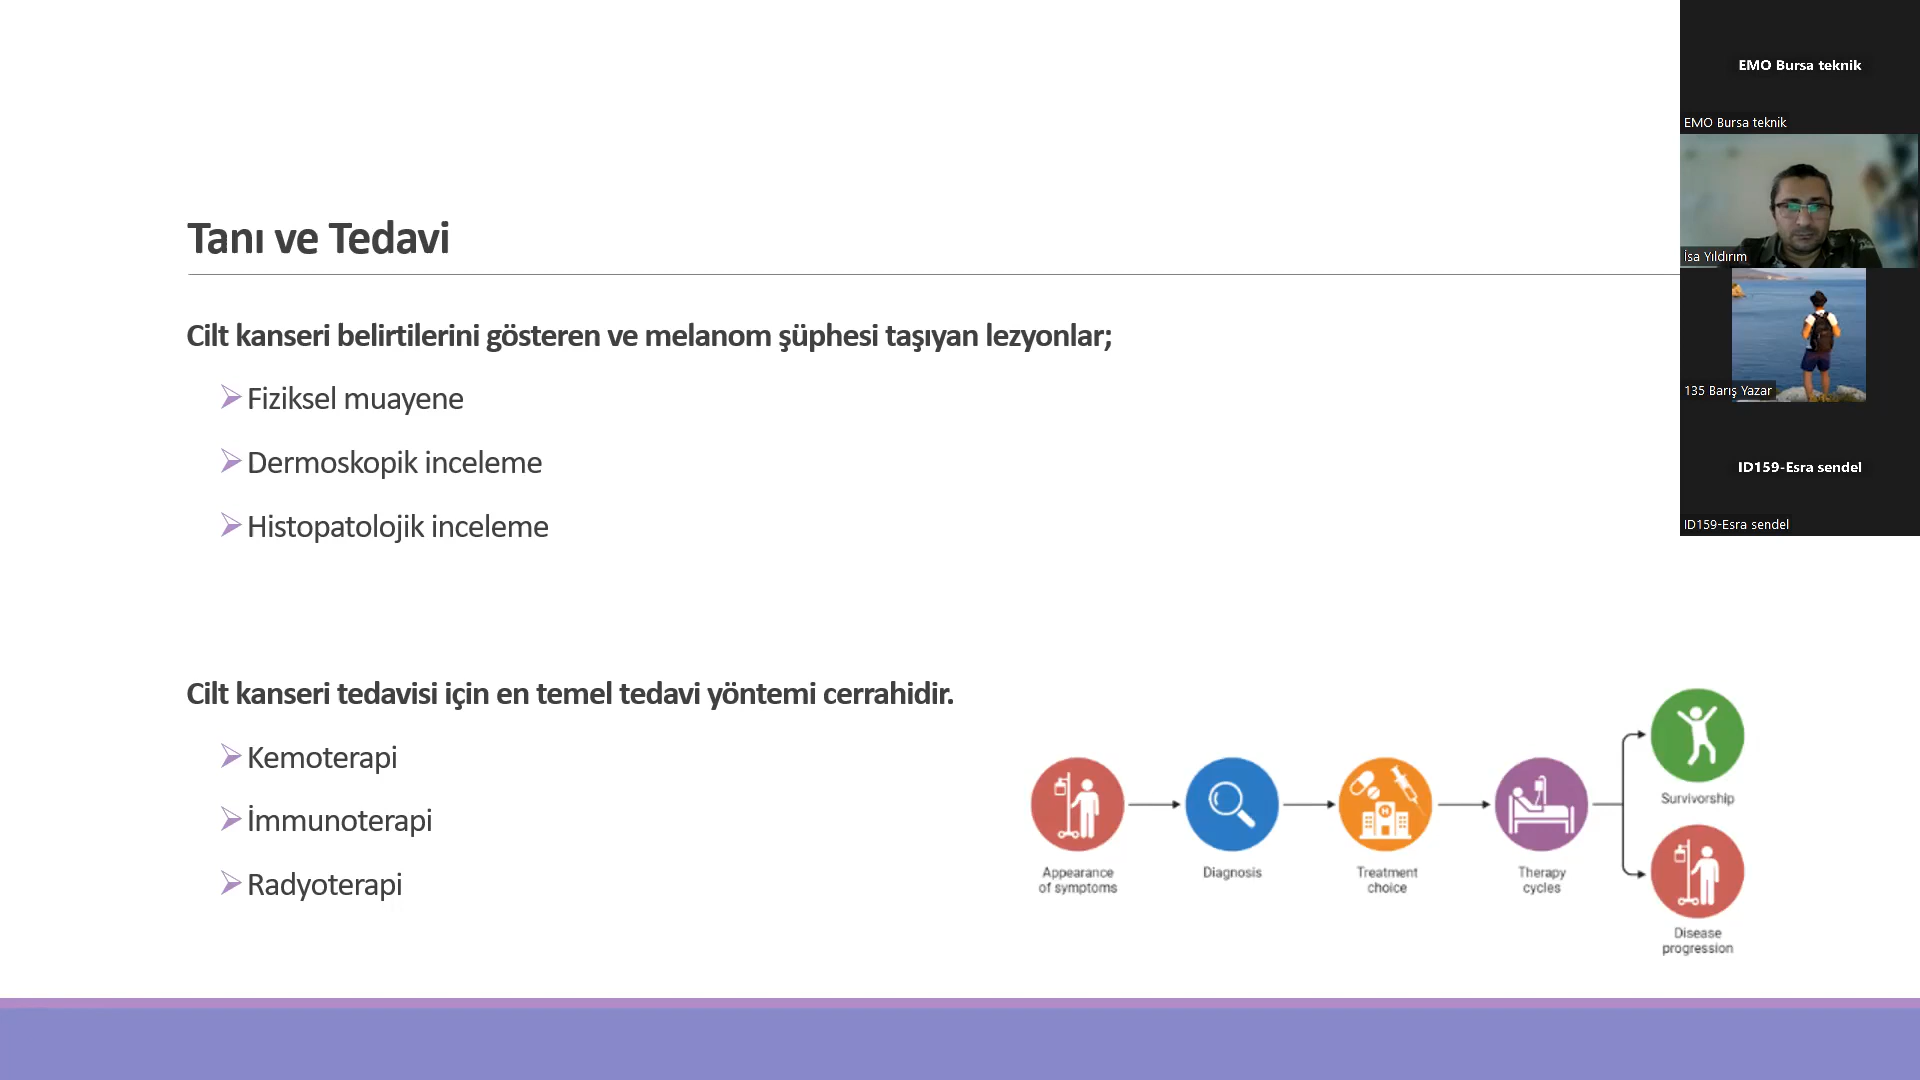 Tanı ve Tedavi
Cilt kanseri belirtilerini gösteren ve melanom şüphesi taşıyan lezyonlar;
Fiziksel muayene
Dermoskopik inceleme
Histopatolojik inceleme
Cilt kanseri tedavisi için en temel tedavi yöntemi cerrahidir.
Kemoterapi
İmmunoterapi
Radyoterapi
Appearance
of symptoms
Diagnosis
H
Treatment
choice
Therapy
cycles
Survivorship
Disease
progression
EMO Bursa teknik
EMO Bursa teknik
İsa Yıldırım
135 Barış Yazar
ID159-Esra sendel
ID159-Esra sendel